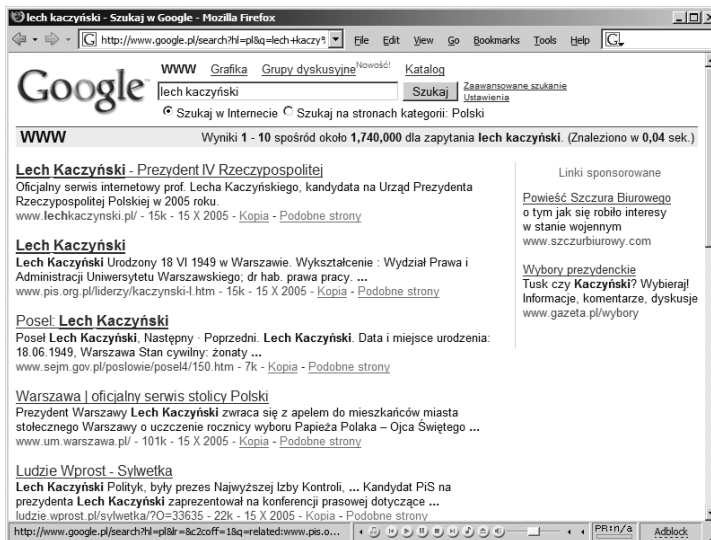 lech kaczyński - Szukaj w Google - Mozilla Firefox
http://www.google.pl/search?hl=pl&q=lech+kaczy File Edit View Go Bookmarks Tools Help G
Google
WWW Grafika Grupy dyskusyjne Nowość! Katalog
lech kaczyński Szukaj Zaawansowane szukanie
Ustawienia
Szukaj w Internecie Szukaj na stronach kategorii: Polski
WWW Wyniki 1 - 10 spośród około 1,740,000 dla zapytania lech kaczyński. (Znaleziono w 0,04 sek.)
Lech Kaczyński - Prezydent IV Rzeczypospolitej
Oficjalny serwis internetowy prof. Lecha Kaczyńskiego, kandydata na Urząd Prezydenta
Rzeczypospolitej Polskiej w 2005 roku.
www.lechkaczynski.pl/ - 15k - 15 X 2005 - Kopia - Podobne strony
Lech Kaczyński
Lech Kaczyński Urodzony 18 VI 1949 w Warszawie. Wykształcenie : Wydział Prawa i
Administracji Uniwersytetu Warszawskiego; dr hab. prawa pracy. ...
www.pis.org.pl/liderzy/kaczynski-l.htm - 15k - 15 X 2005 - Kopia - Podobne strony
Posel: Lech Kaczyński
Poseł Lech Kaczyński, Następny · Poprzedni. Lech Kaczyński. Data i miejsce urodzenia:
18.06.1949, Warszawa Stan cywilny: żonaty ...
www.sejm.gov.pl/poslowie/posel4/150.htm - 7k - Kopia - Podobne strony
Warszawa | oficjalny serwis stolicy Polski
Prezydent Warszawy Lech Kaczyński zwraca się z apelem do mieszkańców miasta
stołecznego Warszawy o uczczenie rocznicy wyboru Papieża Polaka – Ojca Świętego ...
www.um.warszawa.pl/ - 101k - 15 X 2005 - Kopia - Podobne strony
Ludzie Wprost - Sylwetka
Lech Kaczyński Polityk, były prezes Najwyższej Izby Kontroli, ... Kandydat PiS na
prezydenta Lech Kaczyński zaprezentował na konferencji prasowej dotyczące ...
ludzie.wprost.pl/sylwetka/?O=33635 - 22k - 15 X 2005 - Kopia - Podobne strony
Linki sponsorowane
Powieść Szczura Biurowego
o tym jak się robiło interesy
w stanie wojennym
www.szczurbiurowy.com
Wybory prezydenckie
Tusk czy Kaczyński? Wybieraj!
Informacje, komentarze, dyskusje
www.gazeta.pl/wybory
http://www.google.pl/search?hl=pl&lr=&c2coff=1&q=related:www.pis.o... PR:n/a Adblock